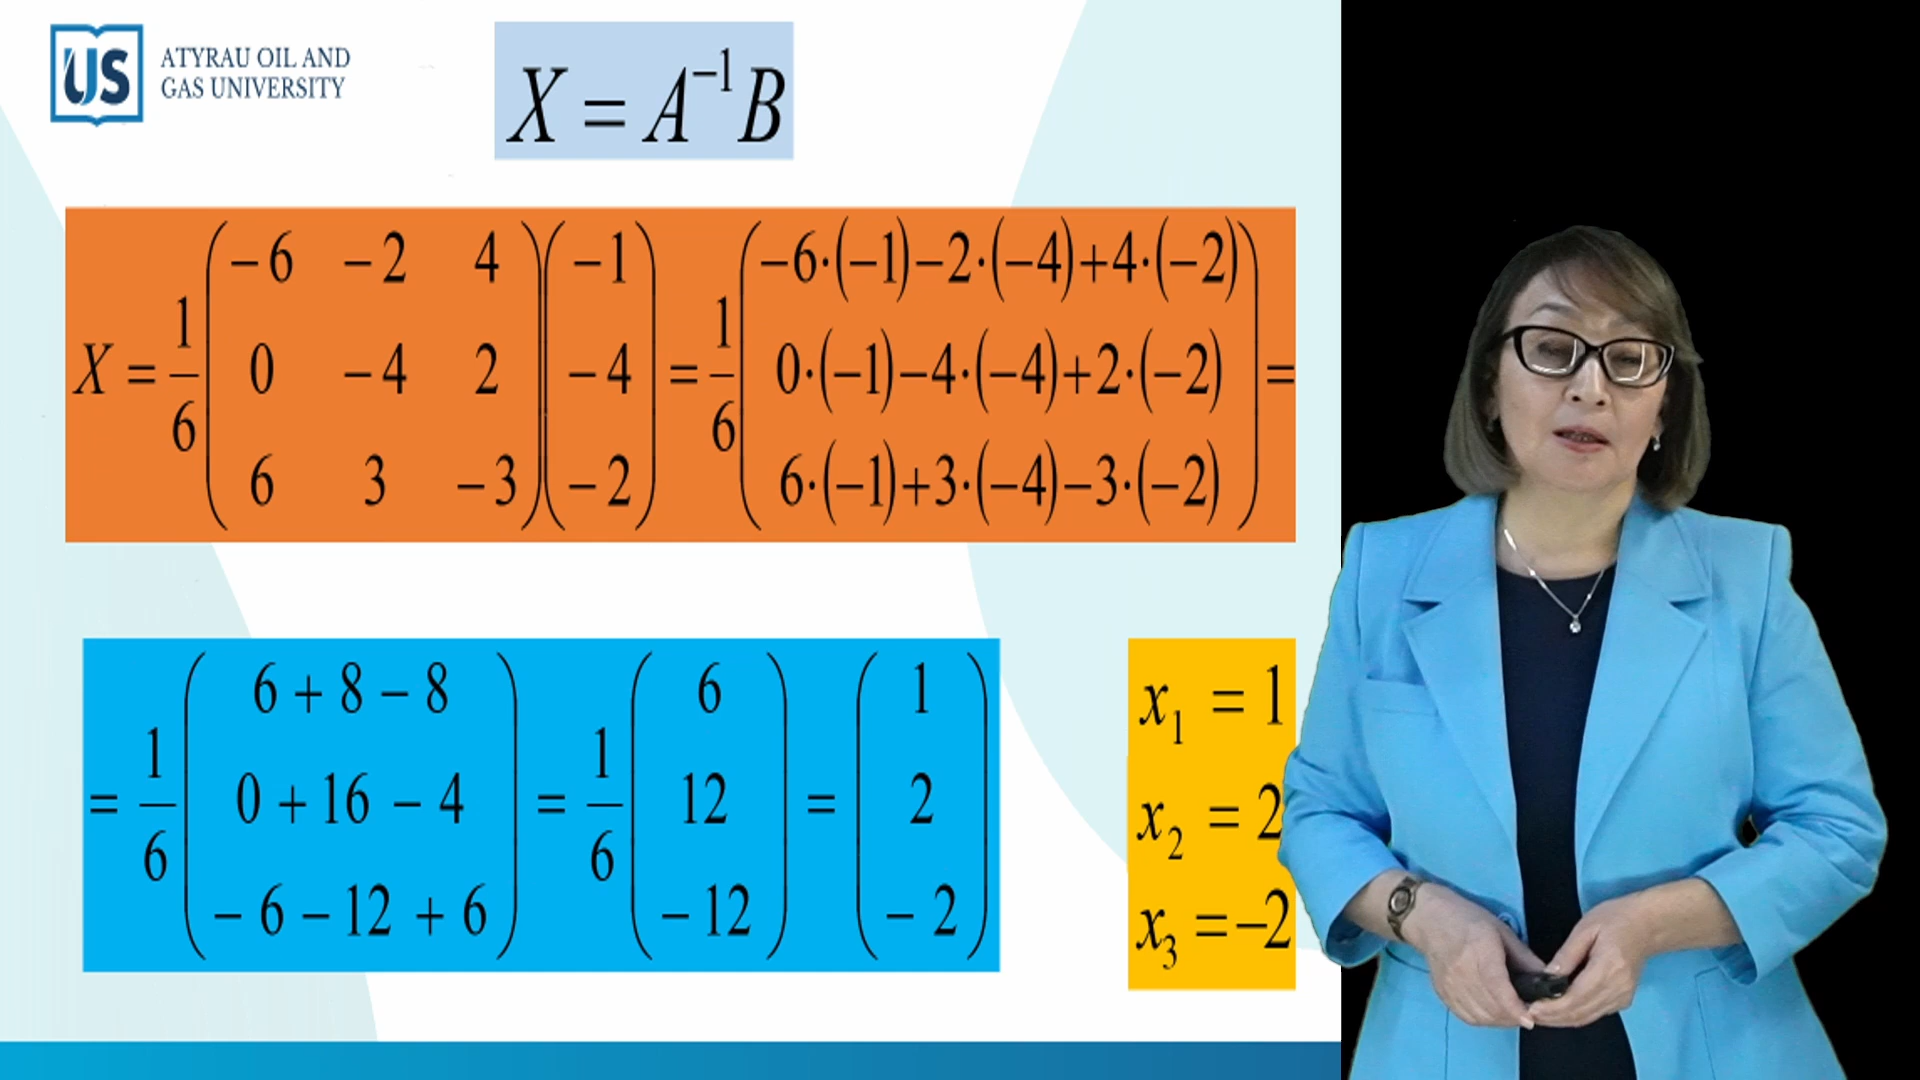 US
ATYRAU OIL AND
GAS UNIVERSITY
X = A⁻¹B
X = 1/6 (−6 −2 4; 0 −4 2; 6 3 −3)(−1; −4; −2) = 1/6 (−6·(−1)−2·(−4)+4·(−2); 0·(−1)−4·(−4)+2·(−2); 6·(−1)+3·(−4)−3·(−2)) =
= 1/6 (6 + 8 − 8; 0 + 16 − 4; −6 − 12 + 6) = 1/6 (6; 12; −12) = (1; 2; −2)
x₁ = 1
x₂ = 2
x₃ = −2